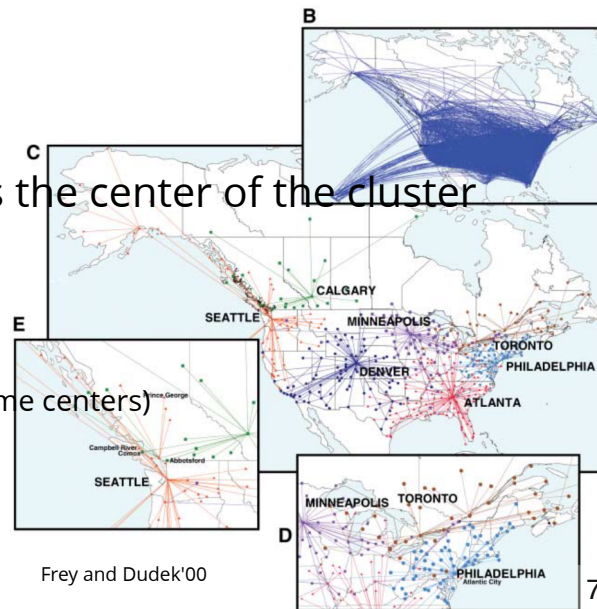 B
C
s the center of the cluster
CALGARY
SEATTLE
MINNEAPOLIS
E
TORONTO
PHILADELPHIA
DENVER
me centers)
Prince George
ATLANTA
Campbell River
Comox
Abbotsford
SEATTLE
MINNEAPOLIS
TORONTO
D
PHILADELPHIA
Atlantic City
Frey and Dudek'00
7